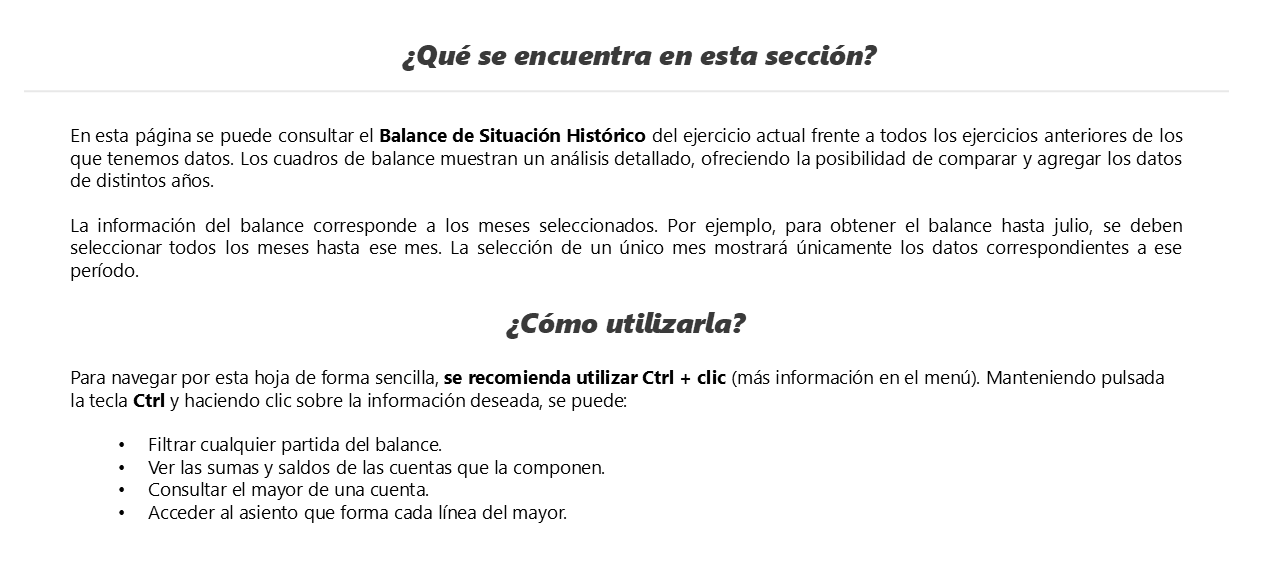 ¿Qué se encuentra en esta sección?
En esta página se puede consultar el Balance de Situación Histórico del ejercicio actual frente a todos los ejercicios anteriores de los
que tenemos datos. Los cuadros de balance muestran un análisis detallado, ofreciendo la posibilidad de comparar y agregar los datos
de distintos años.
La información del balance corresponde a los meses seleccionados. Por ejemplo, para obtener el balance hasta julio, se deben
seleccionar todos los meses hasta ese mes. La selección de un único mes mostrará únicamente los datos correspondientes a ese
período.
¿Cómo utilizarla?
Para navegar por esta hoja de forma sencilla, se recomienda utilizar Ctrl + clic (más información en el menú). Manteniendo pulsada
la tecla Ctrl y haciendo clic sobre la información deseada, se puede:
• Filtrar cualquier partida del balance.
• Ver las sumas y saldos de las cuentas que la componen.
• Consultar el mayor de una cuenta.
• Acceder al asiento que forma cada línea del mayor.